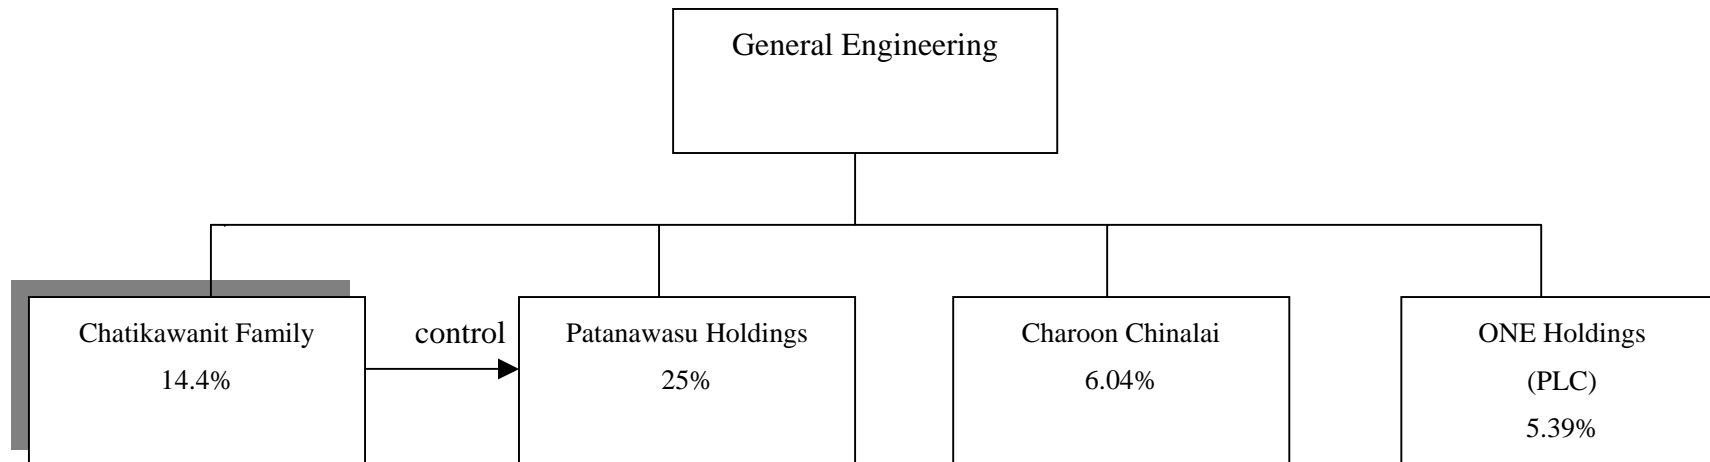 General Engineering
Chatikawanit Family
14.4%
control
Patanawasu Holdings
25%
Charoon Chinalai
6.04%
ONE Holdings
(PLC)
5.39%